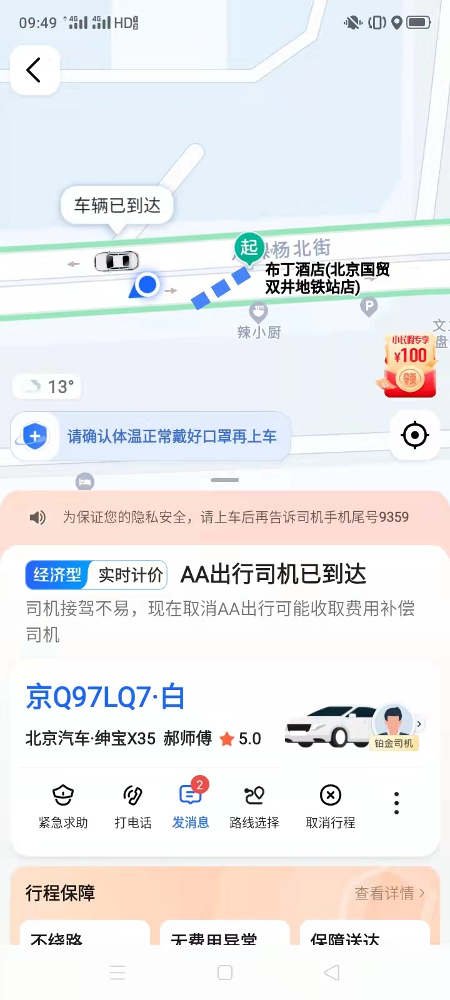 09:49
4G
4G
HD
车辆已到达
起
杨北街
布丁酒店(北京国贸
双井地铁站店)
P
辣小厨
小长假专享
¥100
领
13°
请确认体温正常戴好口罩再上车
为保证您的隐私安全，请上车后再告诉司机手机尾号9359
经济型
实时计价
AA出行司机已到达
司机接驾不易，现在取消AA出行可能收取费用补偿
司机
京Q97LQ7·白
北京汽车·绅宝X35 郝师傅 5.0
铂金司机
2
紧急求助
打电话
发消息
路线选择
取消行程
行程保障
查看详情
不绕路
无费用异常
保障送达